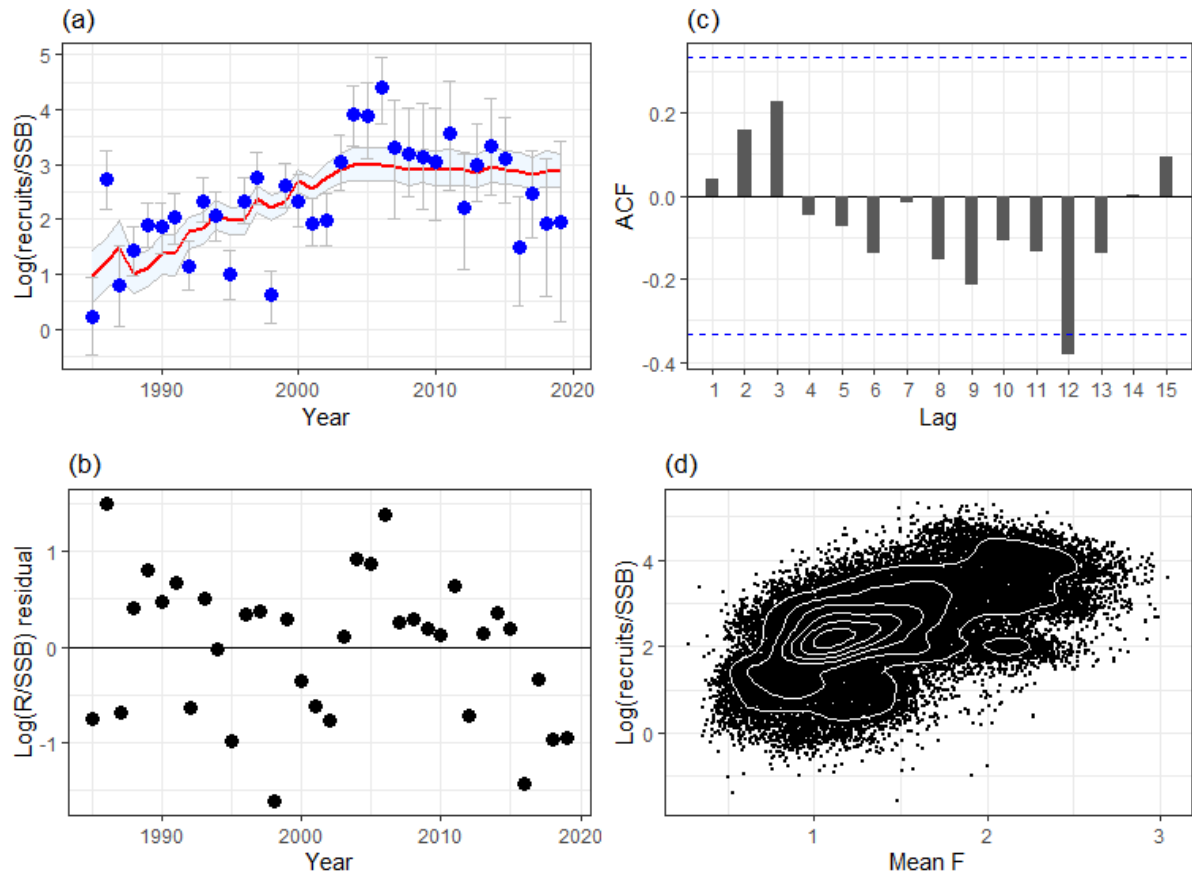 (a)
Log(recruits/SSB)
5
4
3
2
1
0
1990
2000
2010
2020
Year
(c)
ACF
0.2
0.0
-0.2
-0.4
1 2 3 4 5 6 7 8 9 10 11 12 13 14 15
Lag
(b)
Log(R/SSB) residual
1
0
-1
1990
2000
2010
2020
Year
(d)
Log(recruits/SSB)
4
2
0
1
2
3
Mean F